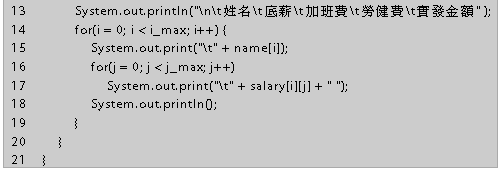 13 System.out.println("\n\t姓名\t底薪\t加班費\t勞健費\t實發金額");
14 for(i = 0; i < i_max; i++) {
15 System.out.print("\t" + name[i]);
16 for(j = 0; j < j_max; j++)
17 System.out.print("\t" + salary[i][j] + " ");
18 System.out.println();
19 }
20 }
21 }